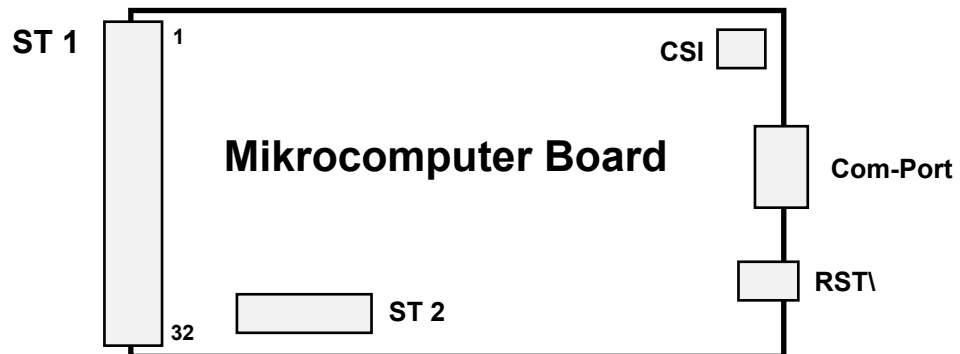 ST 1
1
CSI
Mikrocomputer Board
Com-Port
RST\
ST 2
32